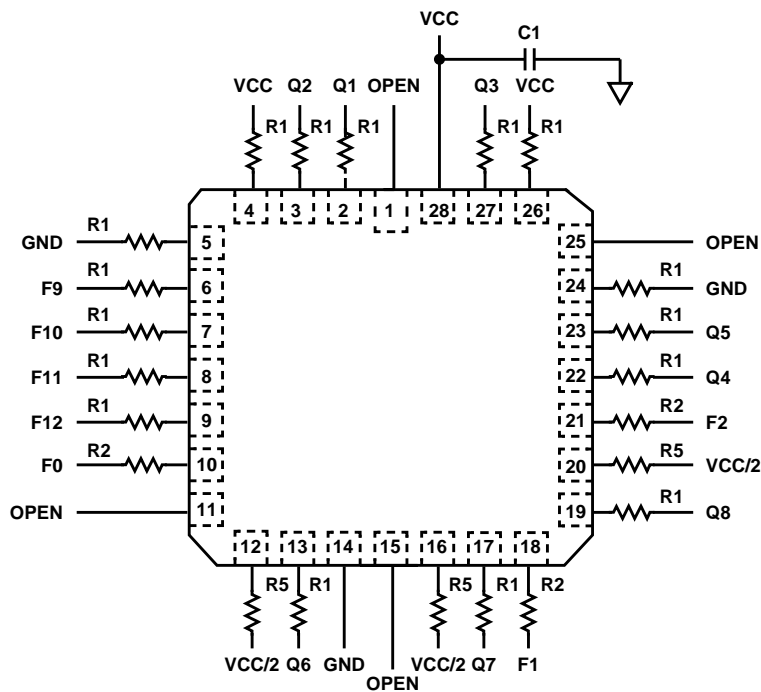 VCC
C1
VCC Q2 Q1 OPEN Q3 VCC
R1 R1 R1 R1 R1
4 3 2 1 28 27 26
GND R1 5
F9 R1 6
F10 R1 7
F11 R1 8
F12 R1 9
F0 R2 10
OPEN 11
25 OPEN
24 R1 GND
23 R1 Q5
22 R1 Q4
21 R2 F2
20 R5 VCC/2
19 R1 Q8
12 13 14 15 16 17 18
R5 R1 R5 R1 R2
VCC/2 Q6 GND OPEN VCC/2 Q7 F1